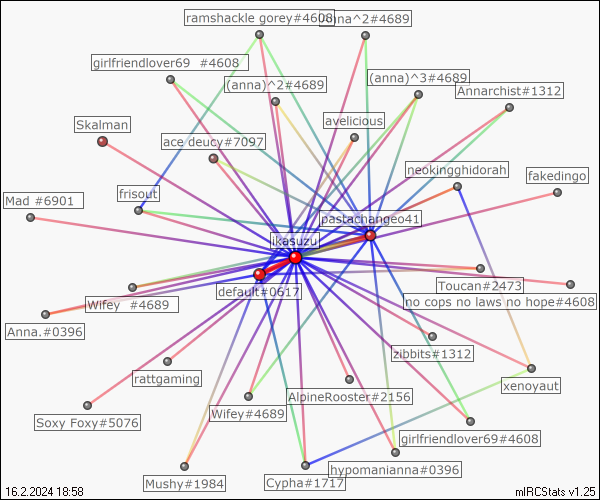 ramshackle gorey#4608
Anna^2#4689
girlfriendlover69 #4608
(anna)^2#4689
(anna)^3#4689
Annarchist#1312
avelicious
Skalman
ace deucy#7097
neokingghidorah
fakedingo
Mad #6901
frisout
pastachangeo41
ikasuzu
Toucan#2473
default#0617
no cops no laws no hope#4608
Wifey #4689
Anna.#0396
zibbits#1312
rattgaming
xenoyaut
AlpineRooster#2156
Wifey#4689
Soxy Foxy#5076
girlfriendlover69#4608
hypomanianna#0396
Mushy#1984
Cypha#1717
16.2.2024 18:58
mIRCStats v1.25